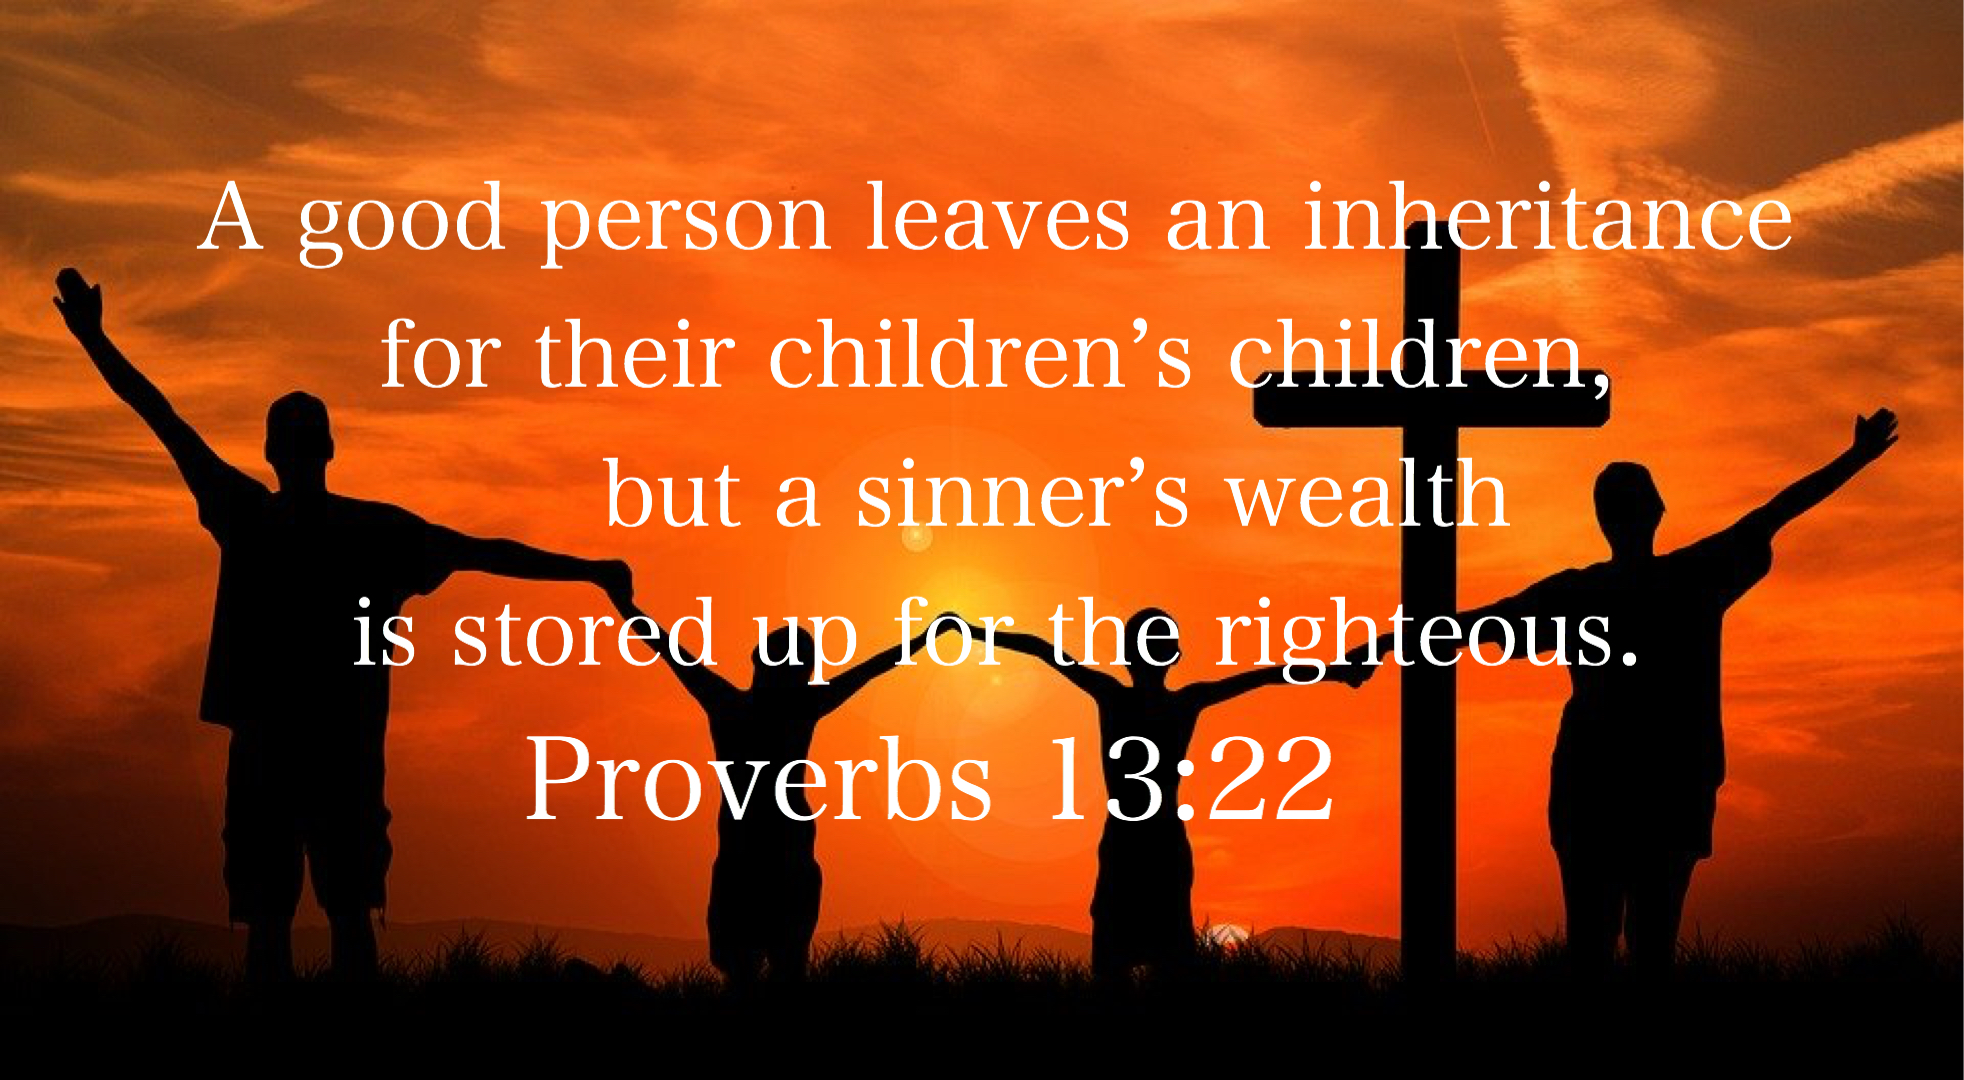 A good person leaves an inheritance
for their children’s children,
but a sinner’s wealth
is stored up for the righteous.
Proverbs 13:22